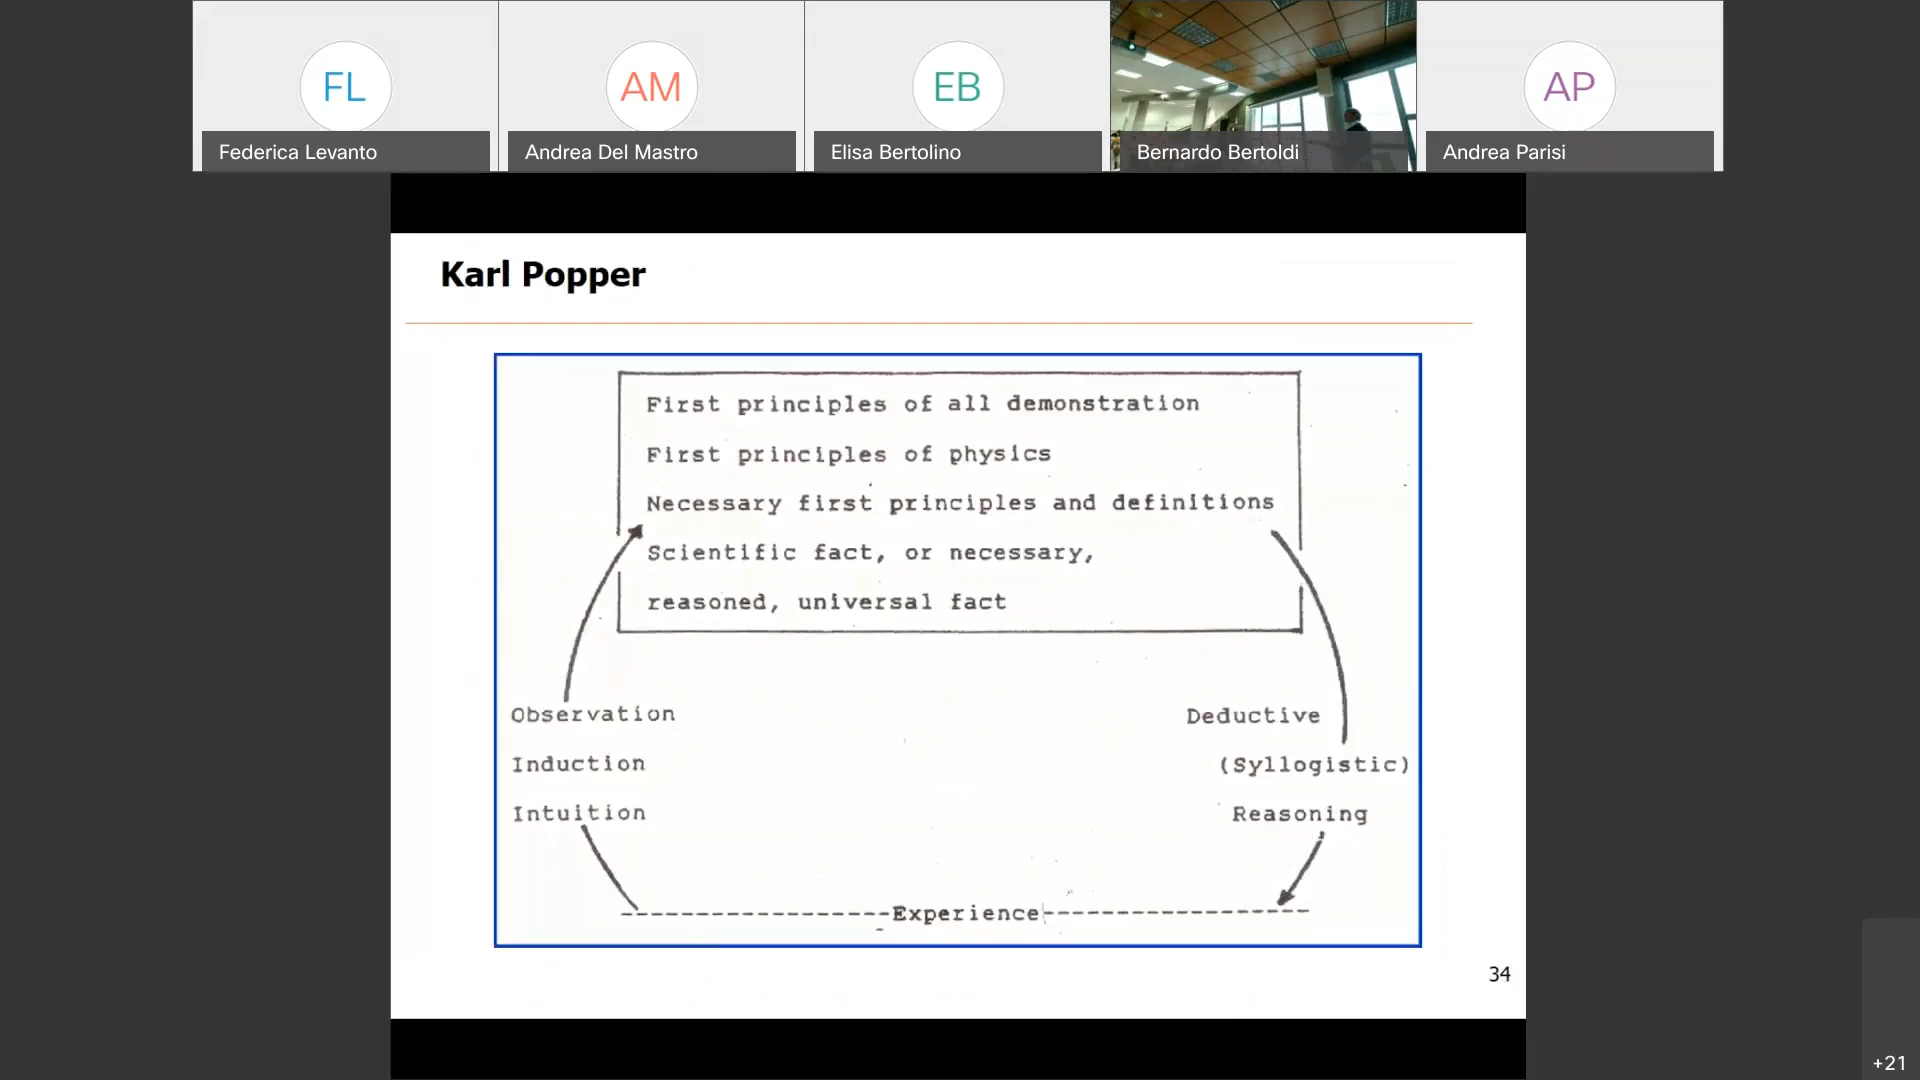 FL
AM
EB
AP
Federica Levanto
Andrea Del Mastro
Elisa Bertolino
Bernardo Bertoldi
Andrea Parisi
Karl Popper
First principles of all demonstration
First principles of physics
Necessary first principles and definitions
Scientific fact, or necessary,
reasoned, universal fact
Observation
Induction
Intuition
Deductive
(Syllogistic)
Reasoning
Experience
34
+21